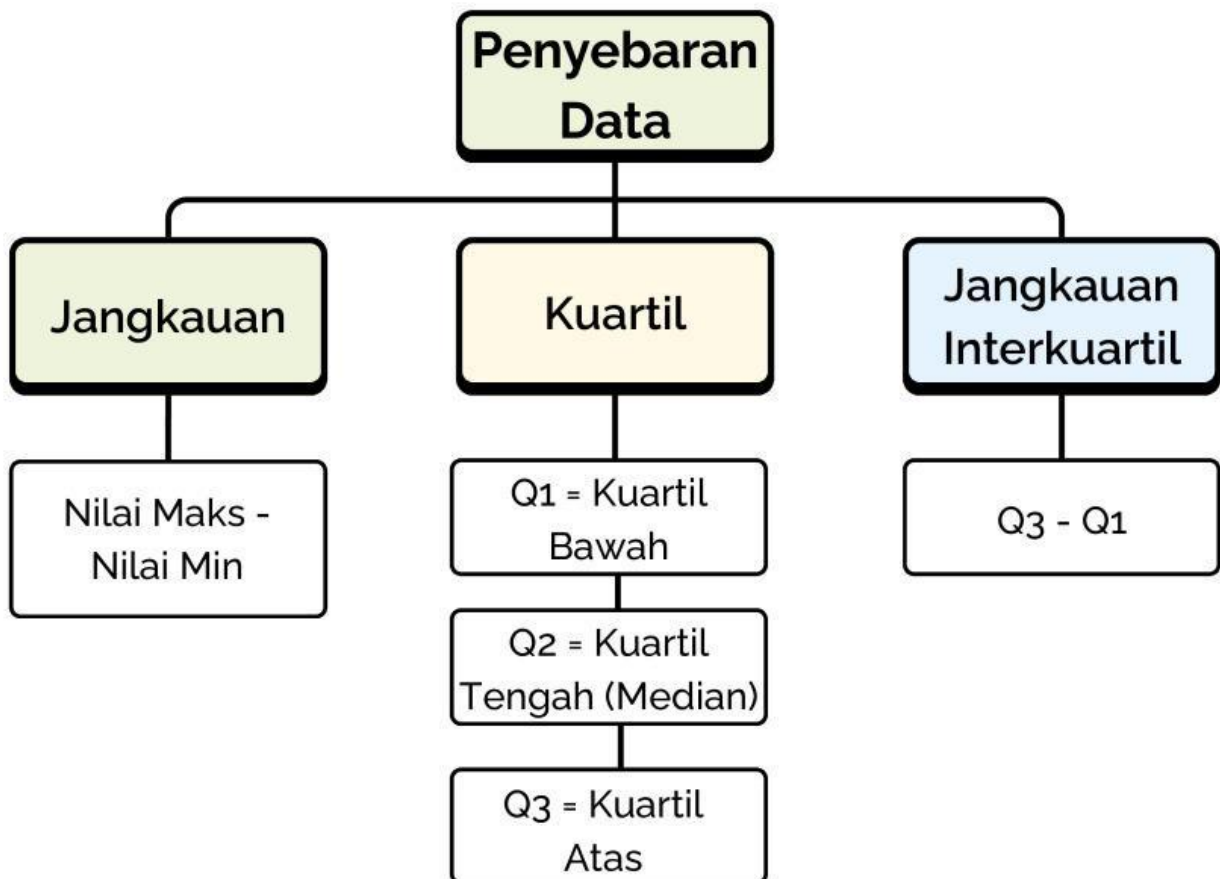 Penyebaran
Data
Jangkauan
Kuartil
Jangkauan
Interkuartil
Nilai Maks -
Nilai Min
Q1 = Kuartil
Bawah
Q2 = Kuartil
Tengah (Median)
Q3 = Kuartil
Atas
Q3 - Q1